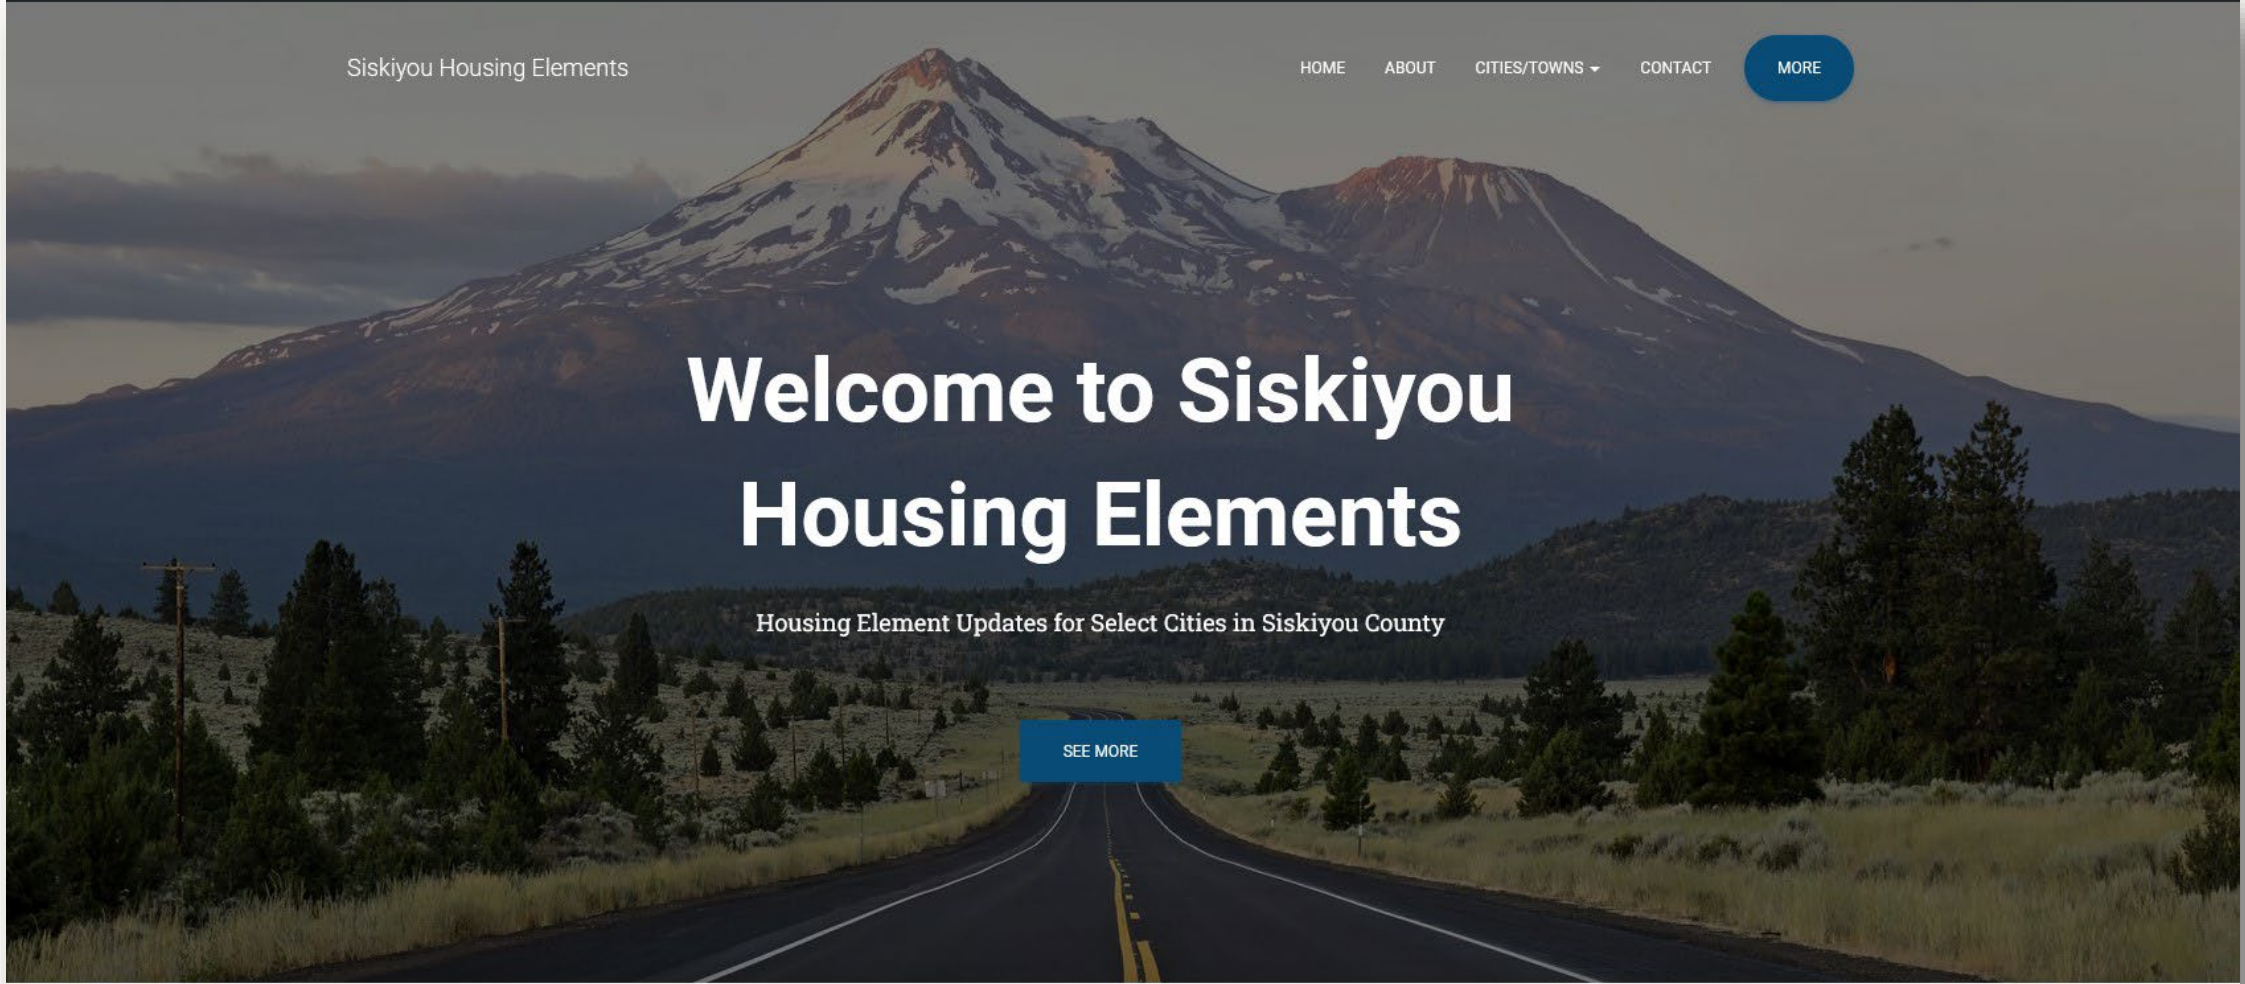 Siskiyou Housing Elements
HOME ABOUT CITIES/TOWNS CONTACT MORE
Welcome to Siskiyou
Housing Elements
Housing Element Updates for Select Cities in Siskiyou County
SEE MORE